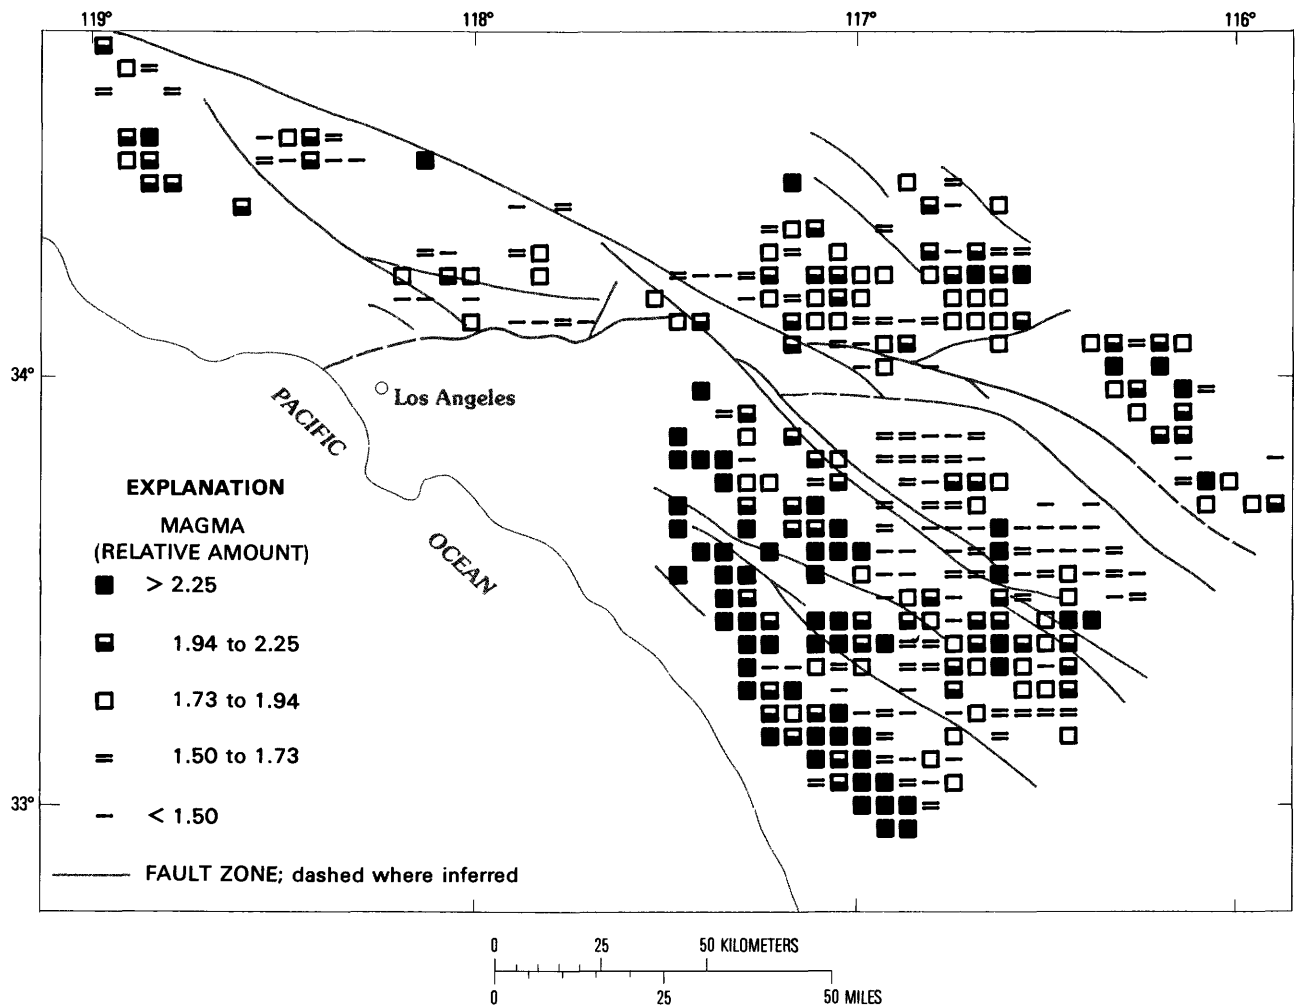 119° 118° 117° 116°
34°
Los Angeles
PACIFIC
OCEAN
EXPLANATION
MAGMA
(RELATIVE AMOUNT)
> 2.25
1.94 to 2.25
1.73 to 1.94
1.50 to 1.73
33°
< 1.50
FAULT ZONE; dashed where inferred
0 25 50 KILOMETERS
0 25 50 MILES